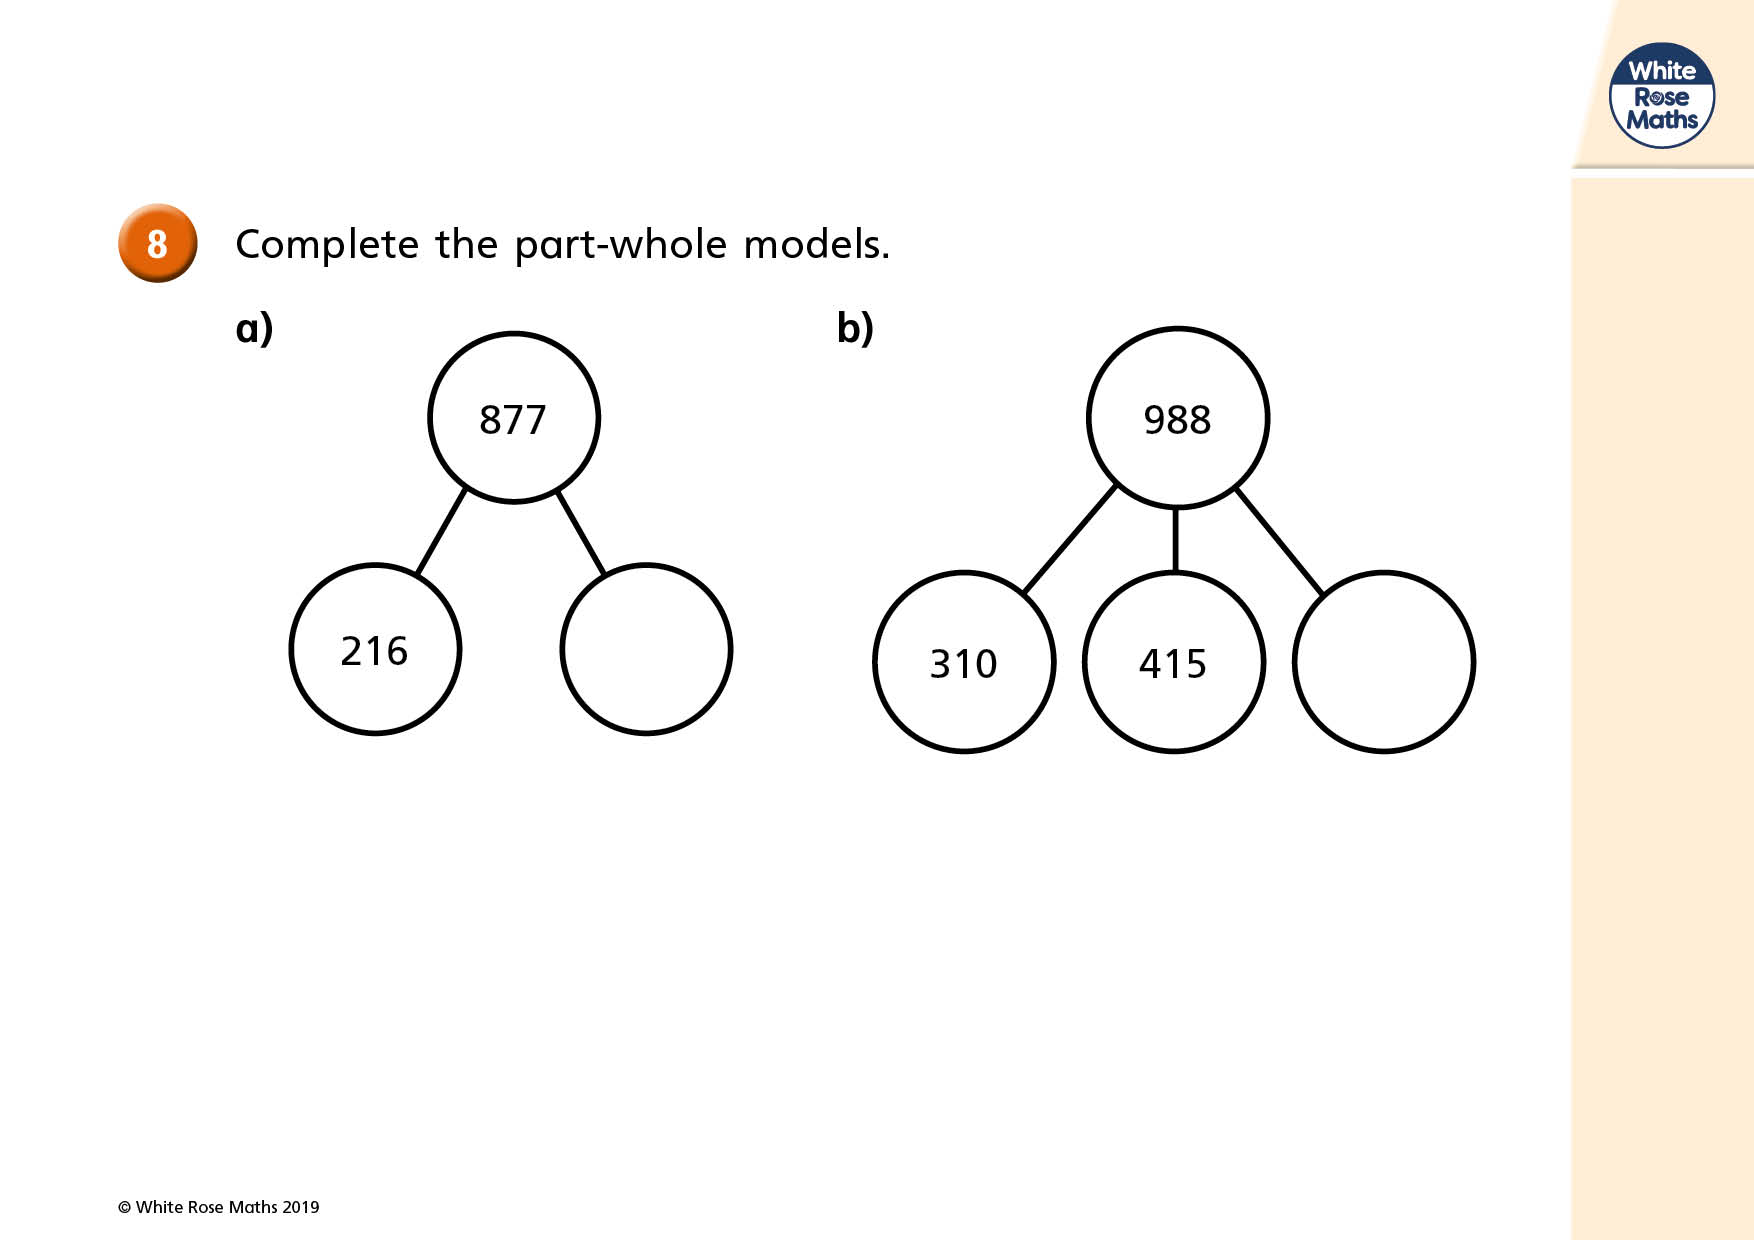 White
Rose
Maths
8 Complete the part-whole models.
a) b)
877 988
216 310 415
© White Rose Maths 2019